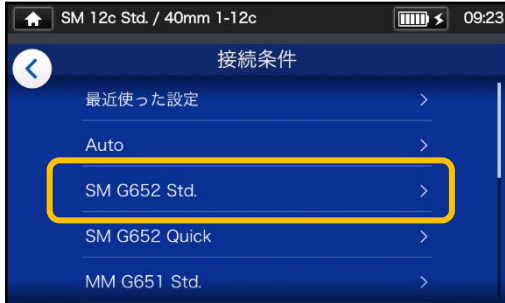 SM 12c Std. / 40mm 1-12c 09:23
接続条件
最近使った設定
Auto
SM G652 Std.
SM G652 Quick
MM G651 Std.